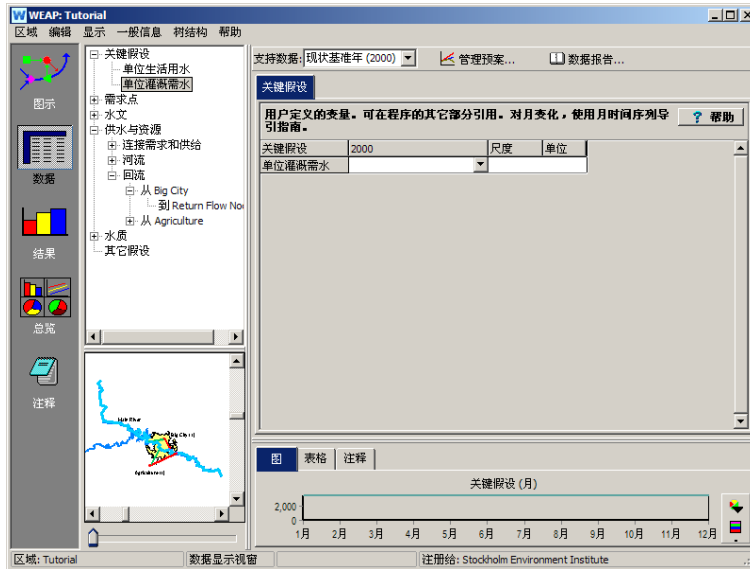 WEAP: Tutorial
区域 编辑 显示 一般信息 树结构 帮助
图示
数据
结果
总览
注释
关键假设
单位生活用水
单位灌溉需水
需求点
水文
供水与资源
连接需求和供给
河流
回流
从 Big City
到 Return Flow No
从 Agriculture
水质
其它假设
支持数据: 现状基准年 (2000) 管理预案... 数据报告...
关键假设
用户定义的变量。可在程序的其它部分引用。对月变化，使用月时间序列导
引指南。
? 帮助
关键假设 2000 尺度 单位
单位灌溉需水
Main River
Big City
Agriculture
图 表格 注释
关键假设 (月)
2,000
0
1月 2月 3月 4月 5月 6月 7月 8月 9月 10月 11月 12月
区域: Tutorial 数据显示视窗 注册给: Stockholm Environment Institute